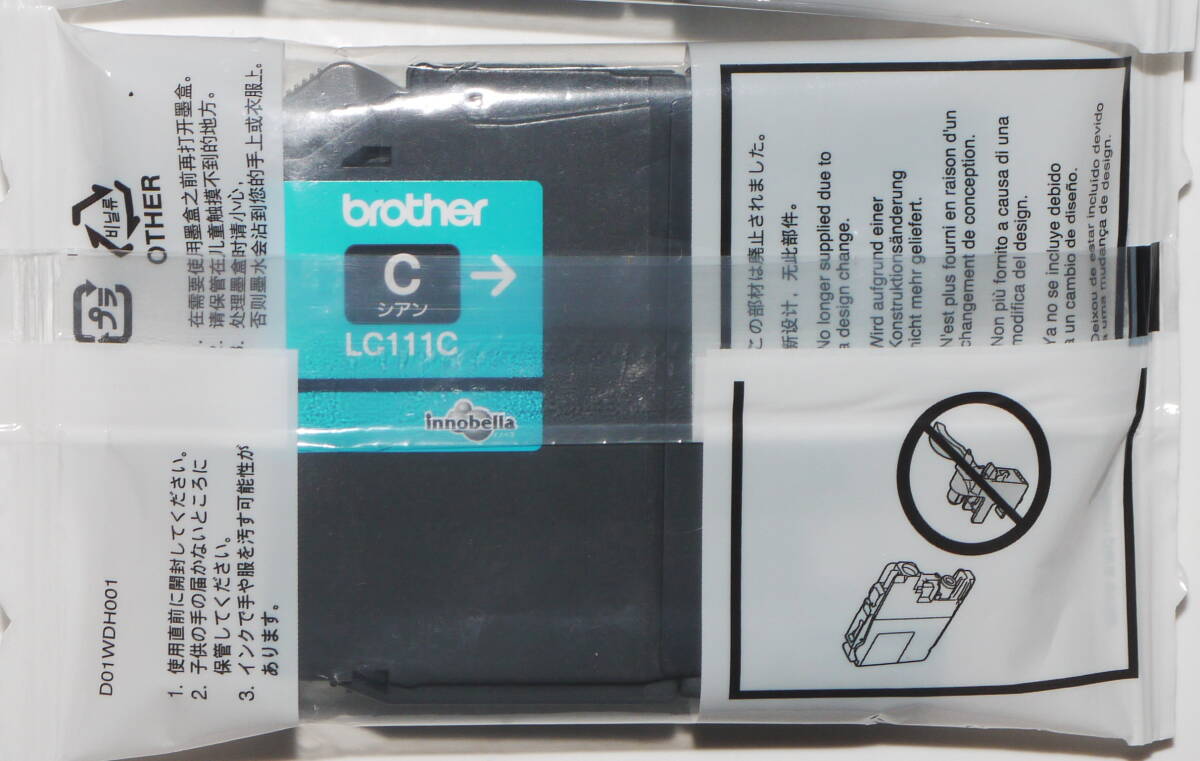 brother
C
シアン
LC111C
innobella
비닐류
OTHER
プラ
在需要使用墨盒之前再打开墨盒。
请保管在儿童触摸不到的地方。
处理墨盒时请小心，
否则墨水会沾到您的手上或衣服上。
D01WDH001
1. 使用直前に開封してください。
2. 子供の手の届かないところに
保管してください。
3. インクで手や服を汚す可能性が
あります。
この部材は廃止されました。
新设计，无此部件。
No longer supplied due to
a design change.
Wird aufgrund einer
Konstruktionsänderung
nicht mehr geliefert.
N'est plus fourni en raison d'un
changement de conception.
Non più fornito a causa di una
modifica del design.
Ya no se incluye debido
a un cambio de diseño.
Deixou de estar incluído devido
a uma mudança de design.